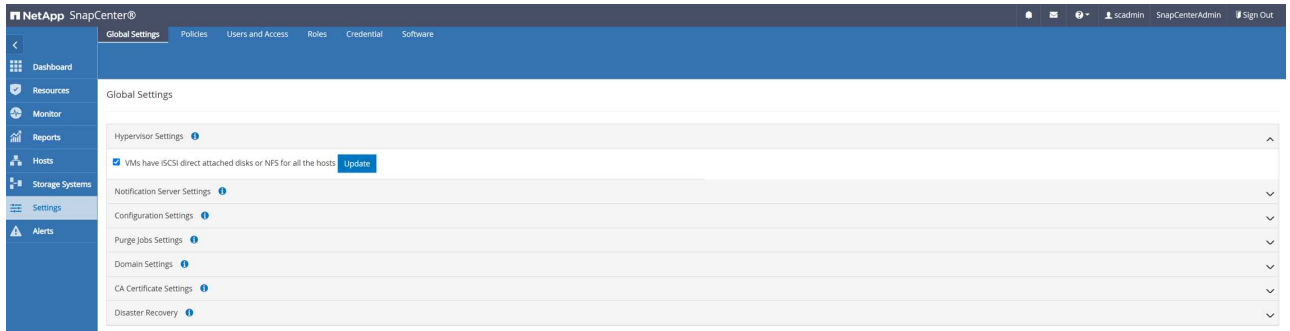 NetApp SnapCenter®
scadmin SnapCenterAdmin Sign Out
Global Settings Policies Users and Access Roles Credential Software
Dashboard
Resources
Monitor
Reports
Hosts
Storage Systems
Settings
Alerts
Global Settings
Hypervisor Settings
VMs have iSCSI direct attached disks or NFS for all the hosts Update
Notification Server Settings
Configuration Settings
Purge Jobs Settings
Domain Settings
CA Certificate Settings
Disaster Recovery